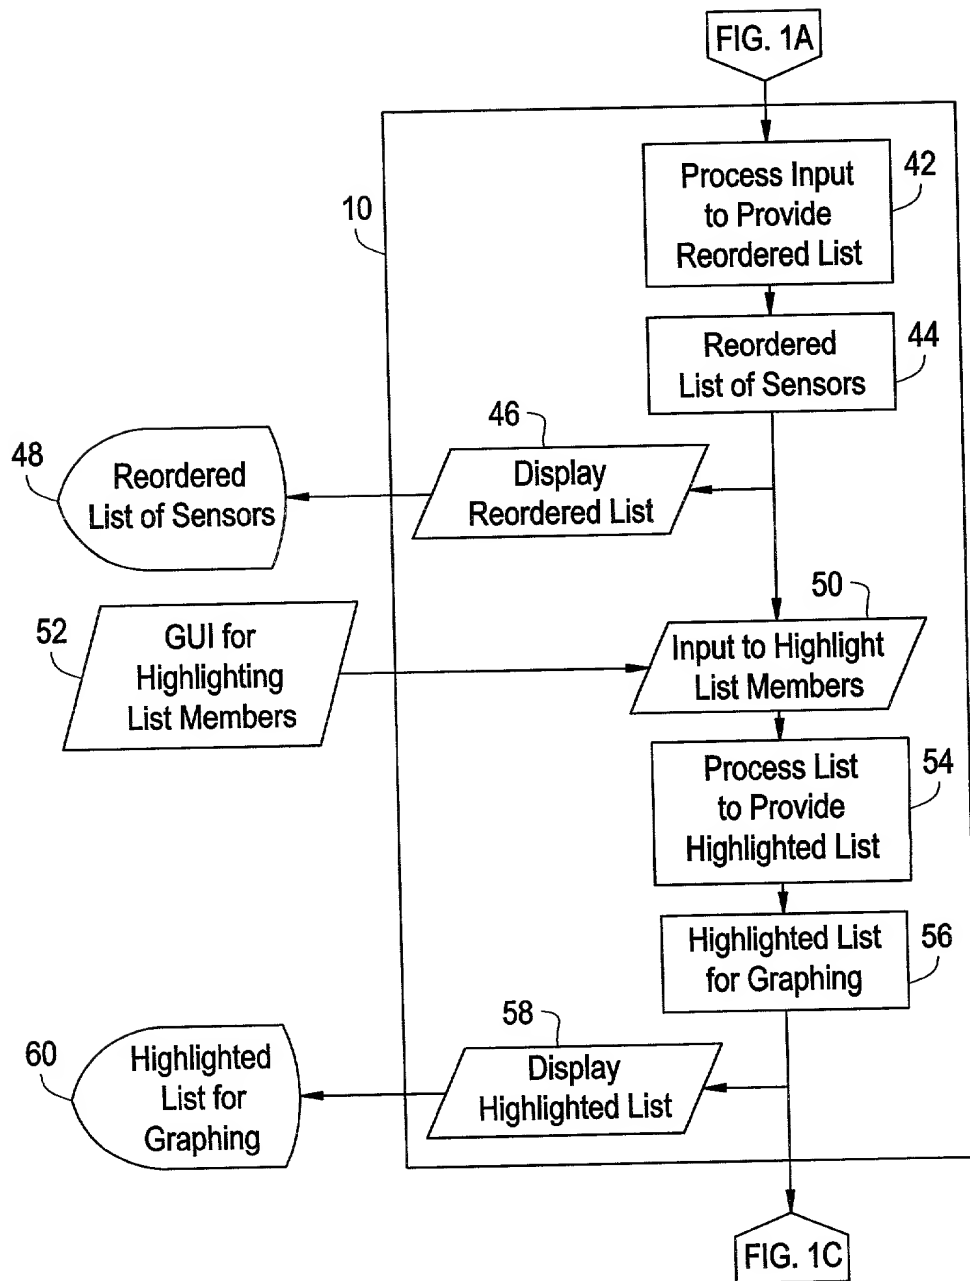 FIG. 1A
10
Process Input
to Provide
Reordered List
42
Reordered
List of Sensors
44
46
Display
Reordered List
48
Reordered
List of Sensors
50
Input to Highlight
List Members
52
GUI for
Highlighting
List Members
Process List
to Provide
Highlighted List
54
Highlighted List
for Graphing
56
58
Display
Highlighted List
60
Highlighted
List for
Graphing
FIG. 1C